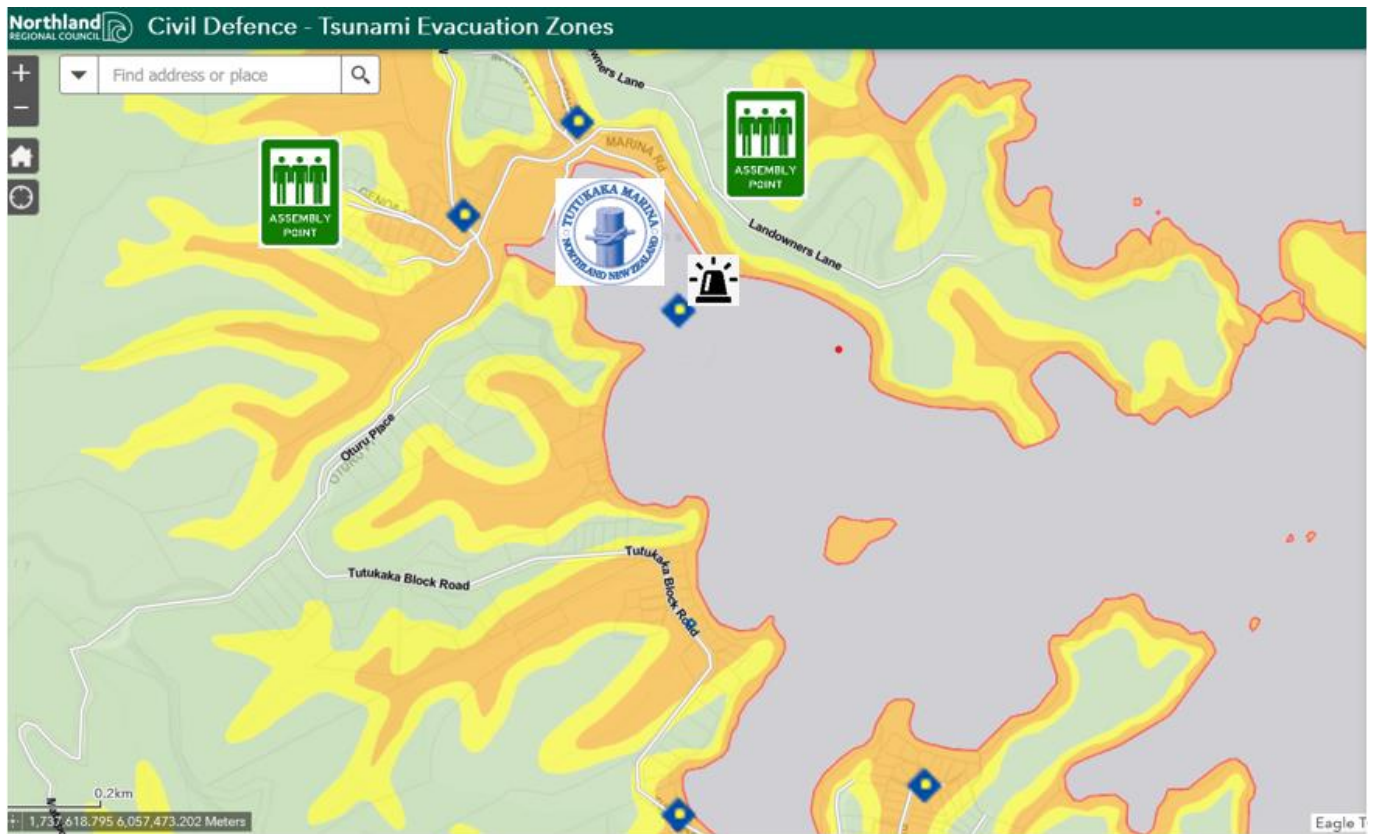 Northland
REGIONAL COUNCIL
Civil Defence - Tsunami Evacuation Zones
Find address or place
Landowners Lane
MARINA Rd
ASSEMBLY
POINT
ASSEMBLY
POINT
GENOA
TUTUKAKA MARINA
NORTHLAND NEW ZEALAND
Landowners Lane
Oturu Place
Tutukaka Block Road
Tutukaka Block Road
0.2km
1,737,618.795 6,057,473.202 Meters
Eagle T